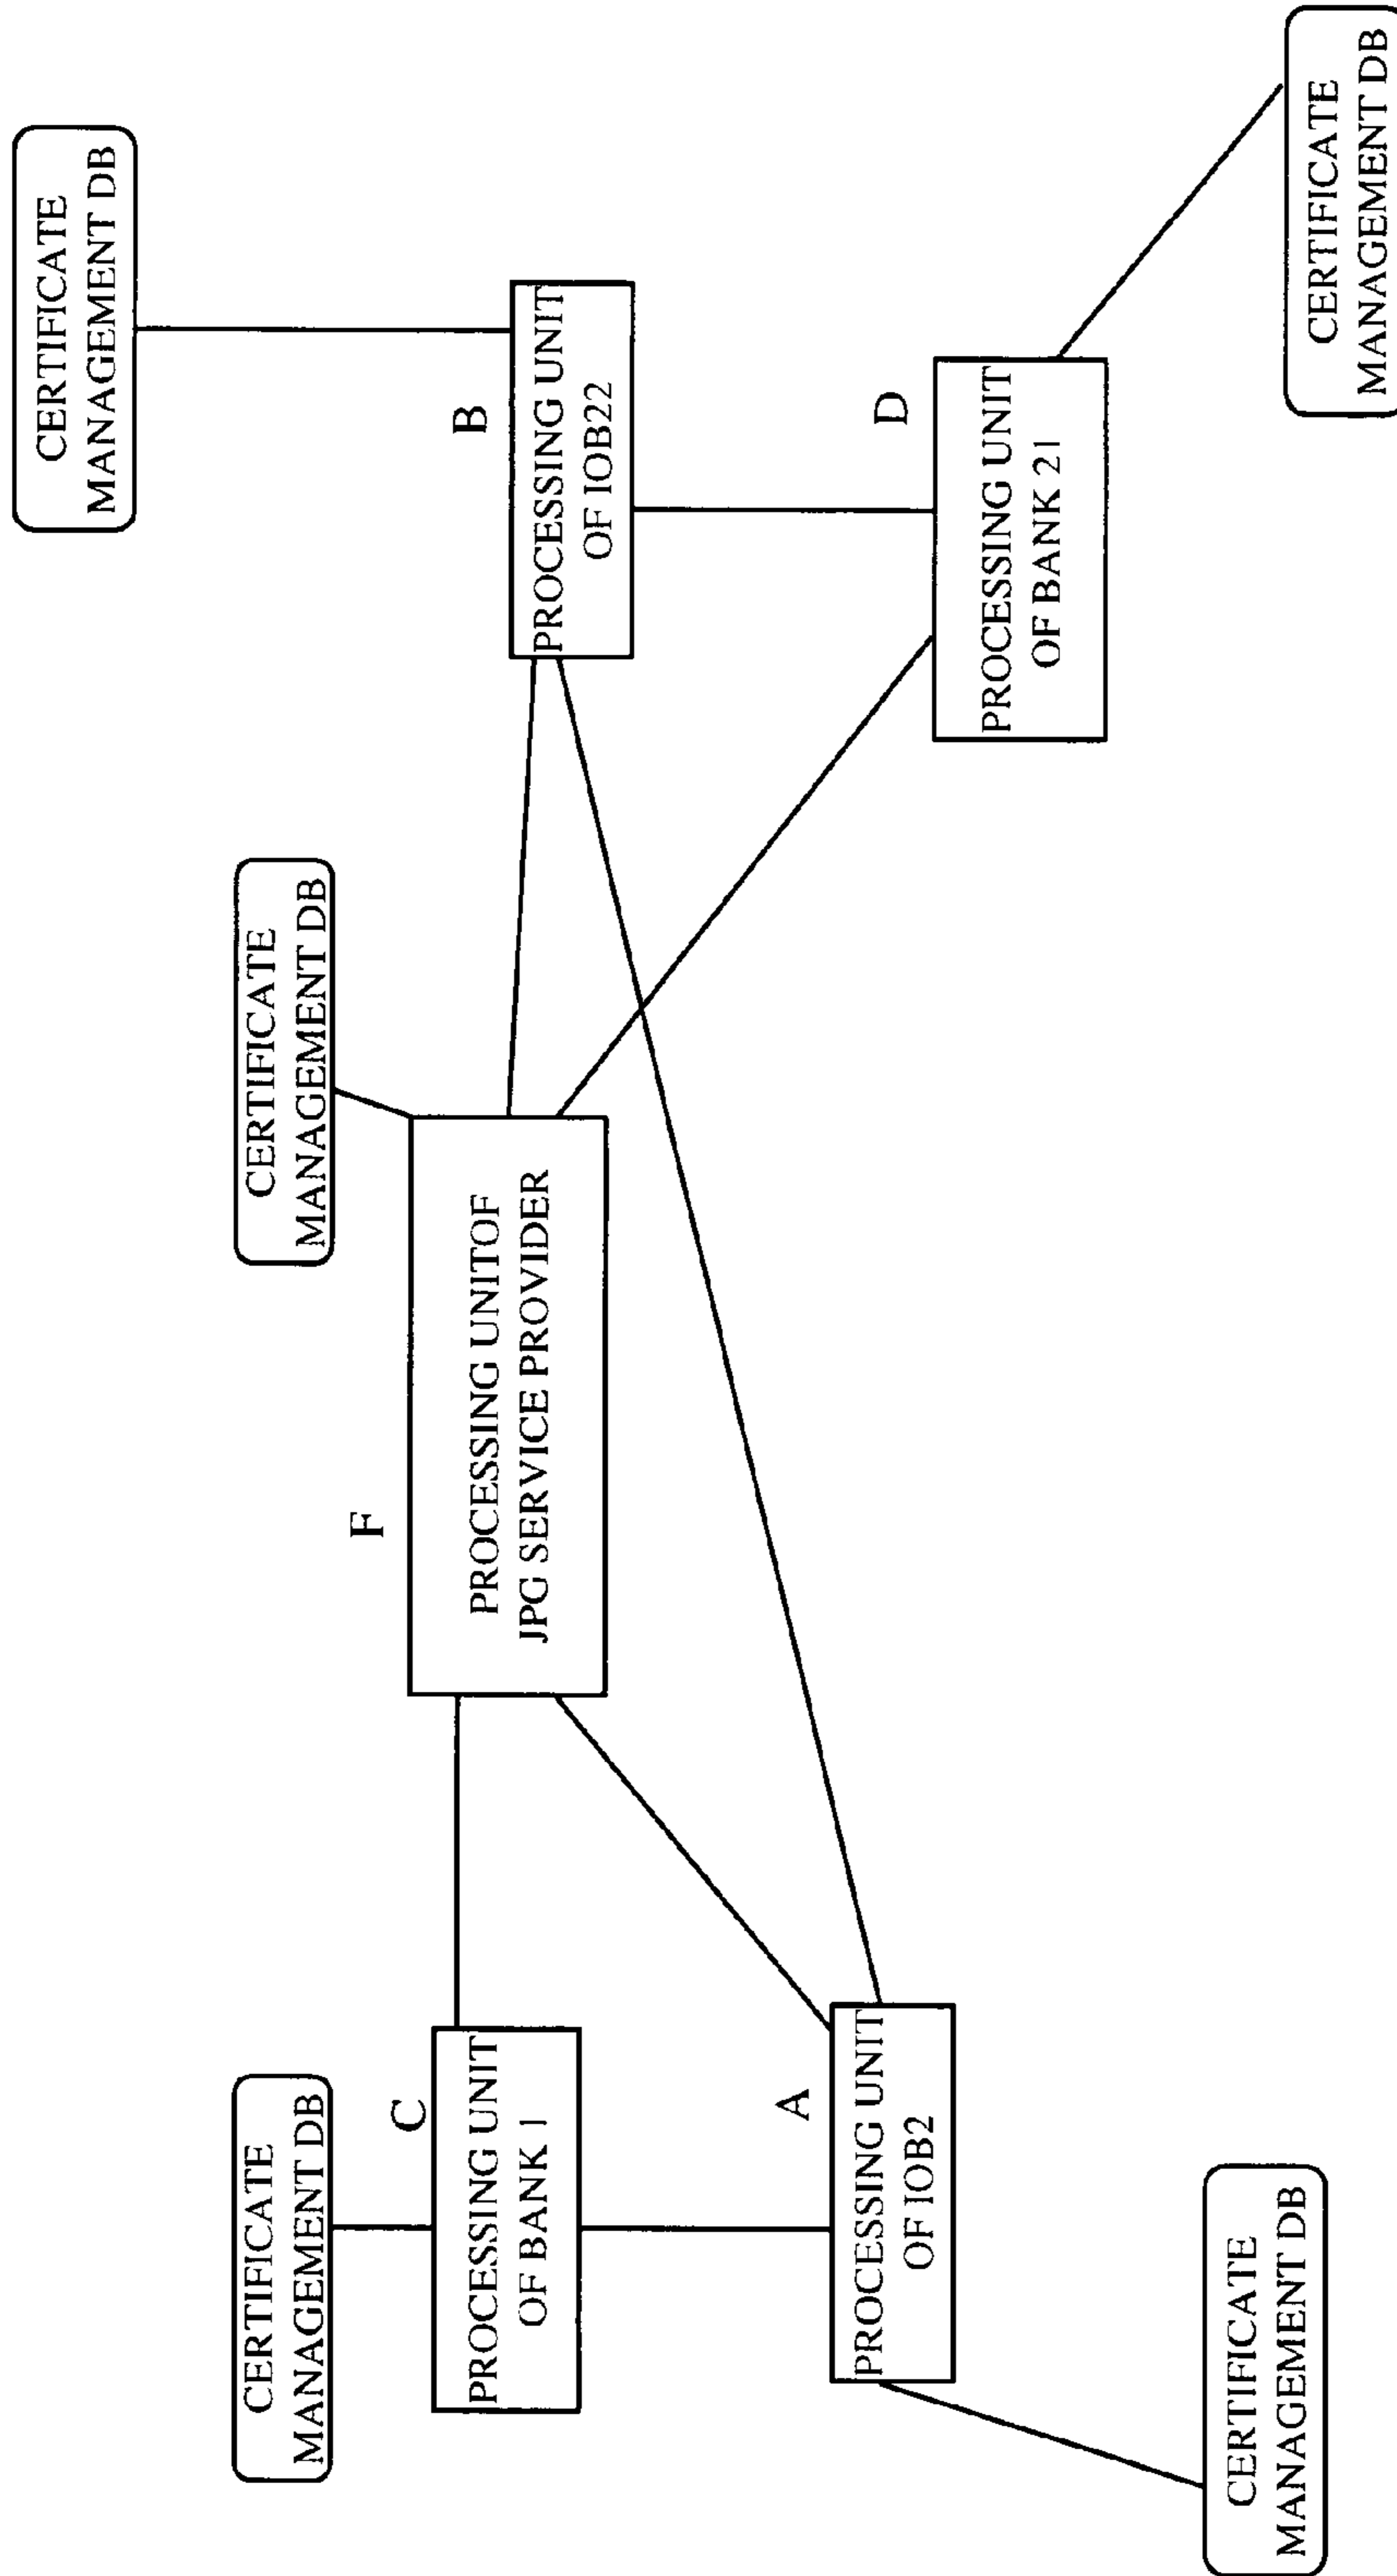 CERTIFICATE
MANAGEMENT DB
CERTIFICATE
MANAGEMENT DB
CERTIFICATE
MANAGEMENT DB
C
PROCESSING UNIT
OF BANK 1
F
PROCESSING UNITOF
JPG SERVICE PROVIDER
B
PROCESSING UNIT
OF IOB22
A
PROCESSING UNIT
OF IOB2
D
PROCESSING UNIT
OF BANK 21
CERTIFICATE
MANAGEMENT DB
CERTIFICATE
MANAGEMENT DB